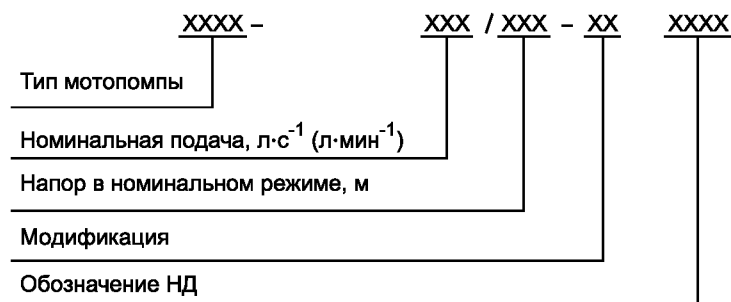 XXXX – XXX / XXX – XX XXXX
Тип мотопомпы
Номинальная подача, л·с⁻¹ (л·мин⁻¹)
Напор в номинальном режиме, м
Модификация
Обозначение НД